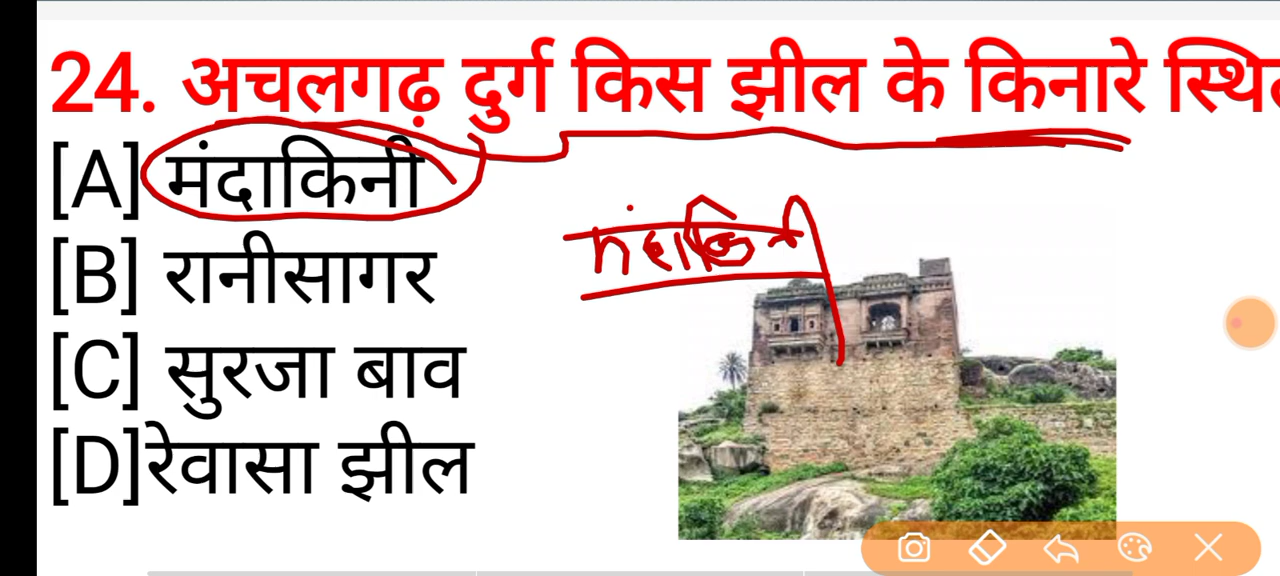 24. अचलगढ़ दुर्ग किस झील के किनारे
[A] मंदाकिनी
[B] रानीसागर
[C] सुरजा बाव
[D]रेवासा झील